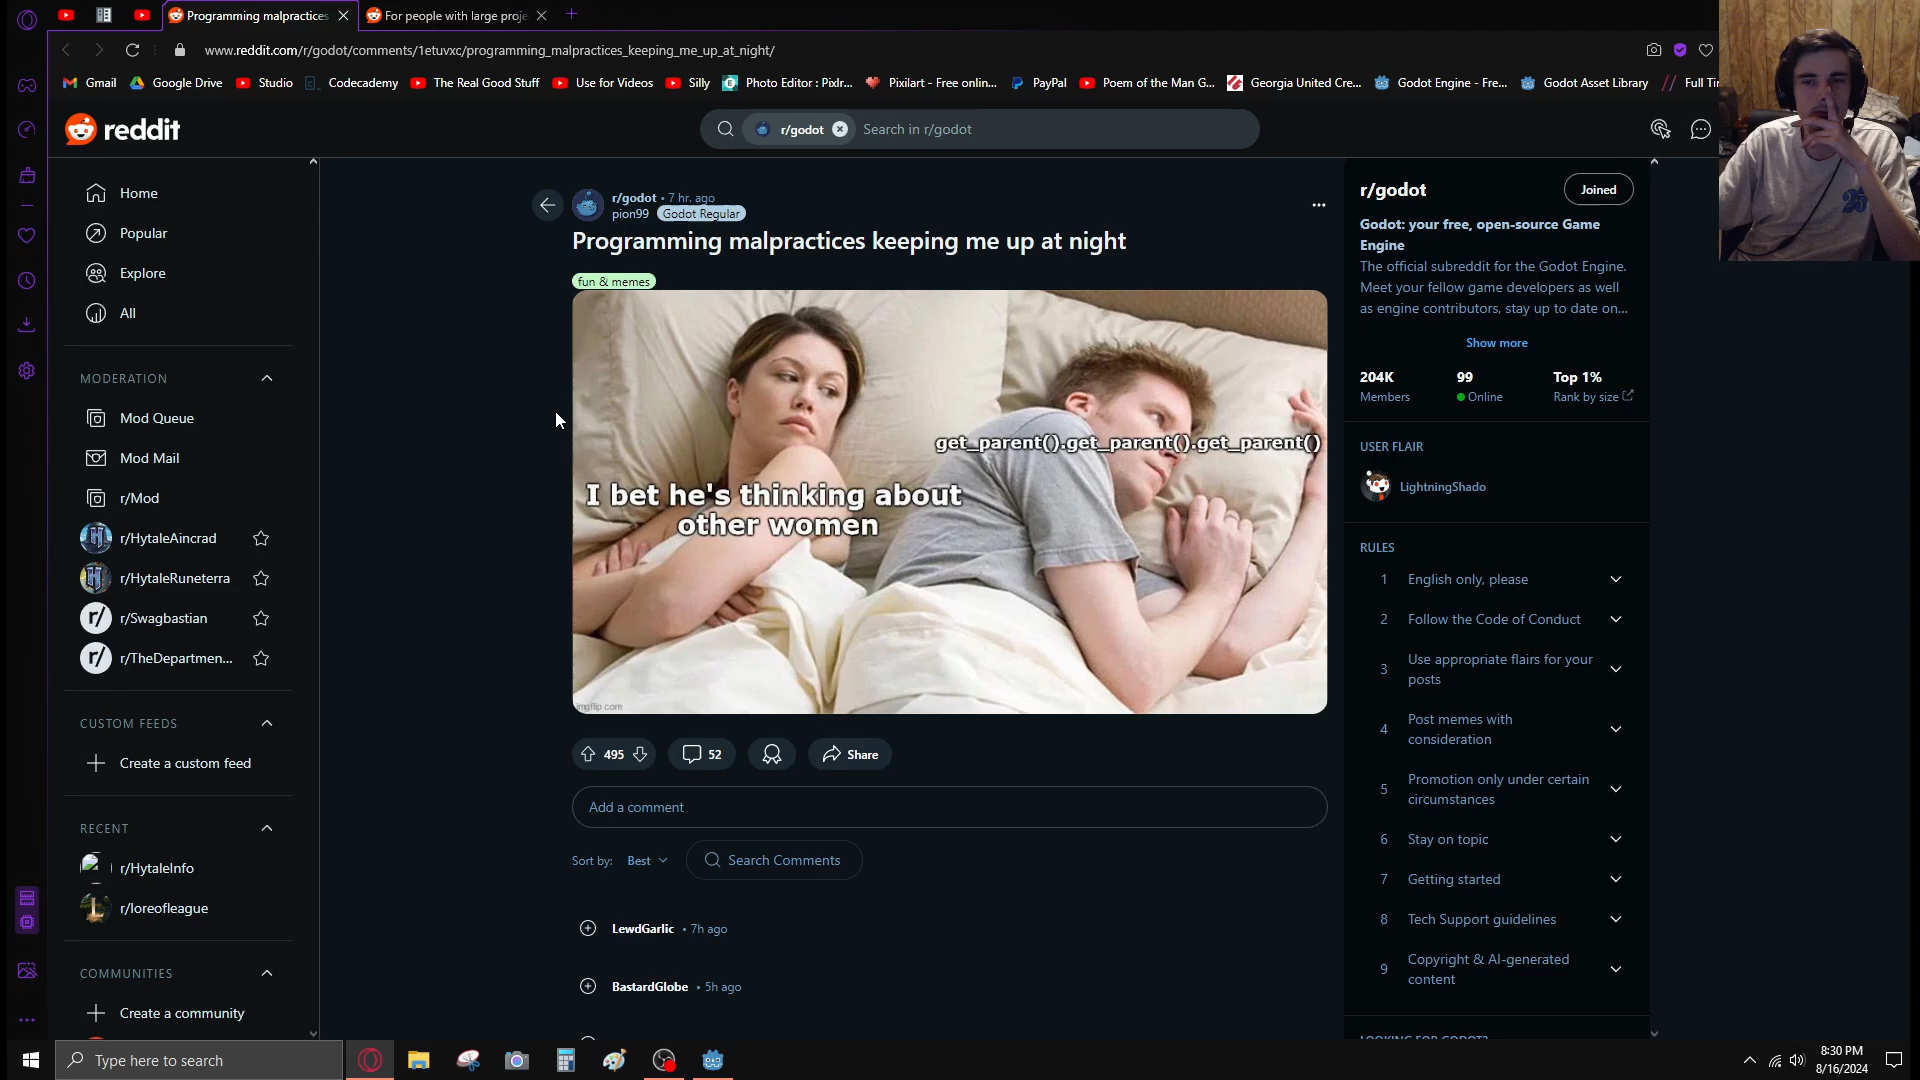 Programming malpractices
For people with large proje
www.reddit.com/r/godot/comments/1etuvxc/programming_malpractices_keeping_me_up_at_night/
Gmail
Google Drive
Studio
Codecademy
The Real Good Stuff
Use for Videos
Silly
Photo Editor : Pixlr...
Pixilart - Free onlin...
PayPal
Poem of the Man G...
Georgia United Cre...
Godot Engine - Fre...
Godot Asset Library
Full Tir
reddit
r/godot
Search in r/godot
Home
Popular
Explore
All
MODERATION
Mod Queue
Mod Mail
r/Mod
r/HytaleAincrad
r/HytaleRuneterra
r/Swagbastian
r/TheDepartmen...
CUSTOM FEEDS
Create a custom feed
RECENT
r/HytaleInfo
r/loreofleague
COMMUNITIES
Create a community
r/godot • 7 hr. ago
pion99 Godot Regular
Programming malpractices keeping me up at night
fun & memes
get_parent().get_parent().get_parent()
I bet he's thinking about
other women
imgflip.com
495
52
Share
Add a comment
Sort by: Best
Search Comments
LewdGarlic • 7h ago
BastardGlobe • 5h ago
r/godot
Joined
Godot: your free, open-source Game
Engine
The official subreddit for the Godot Engine.
Meet your fellow game developers as well
as engine contributors, stay up to date on...
Show more
204K 99 Top 1%
Members Online Rank by size
USER FLAIR
LightningShado
RULES
1 English only, please
2 Follow the Code of Conduct
3 Use appropriate flairs for your
posts
4 Post memes with
consideration
5 Promotion only under certain
circumstances
6 Stay on topic
7 Getting started
8 Tech Support guidelines
9 Copyright & AI-generated
content
LOOKING FOR GODOT?
Type here to search
8:30 PM
8/16/2024